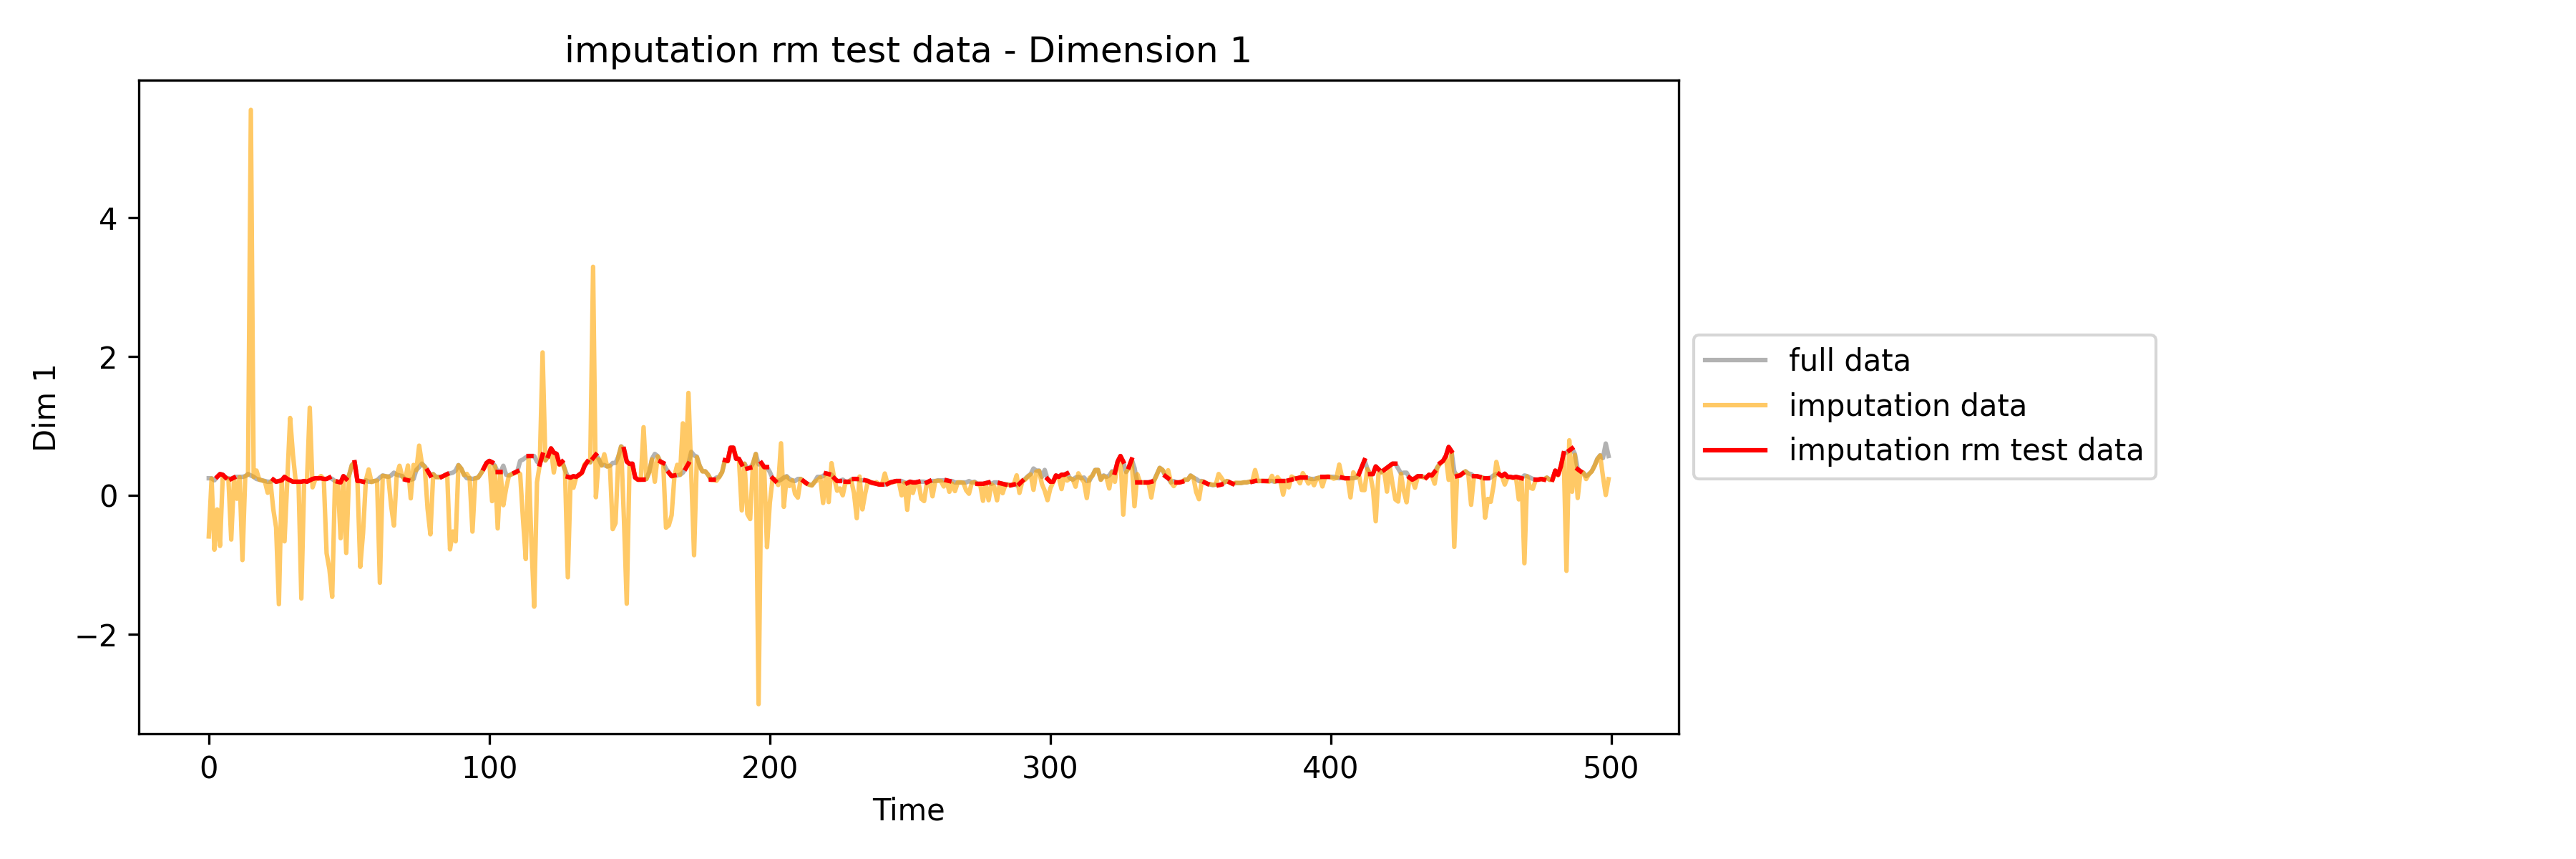 imputation rm test data - Dimension 1
Dim 1
4
2
0
−2
0 100 200 300 400 500
Time
full data
imputation data
imputation rm test data